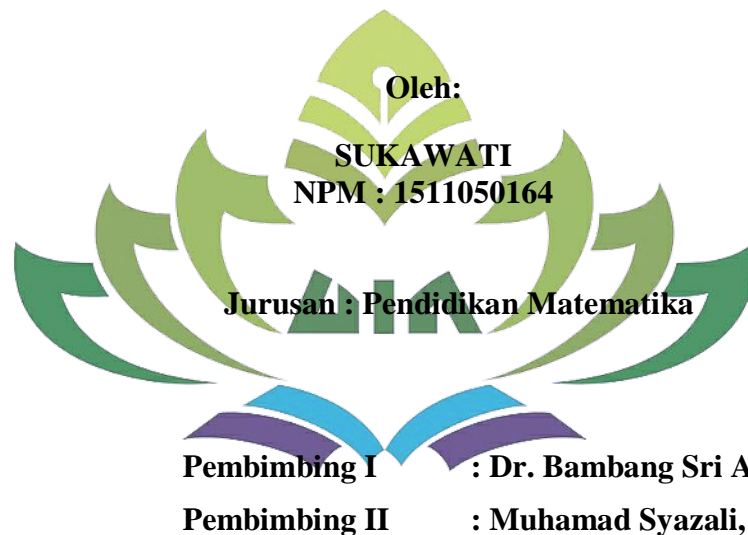 Oleh:
SUKAWATI
NPM : 1511050164
Jurusan : Pendidikan Matematika
Pembimbing I : Dr. Bambang Sri A
Pembimbing II : Muhamad Syazali,